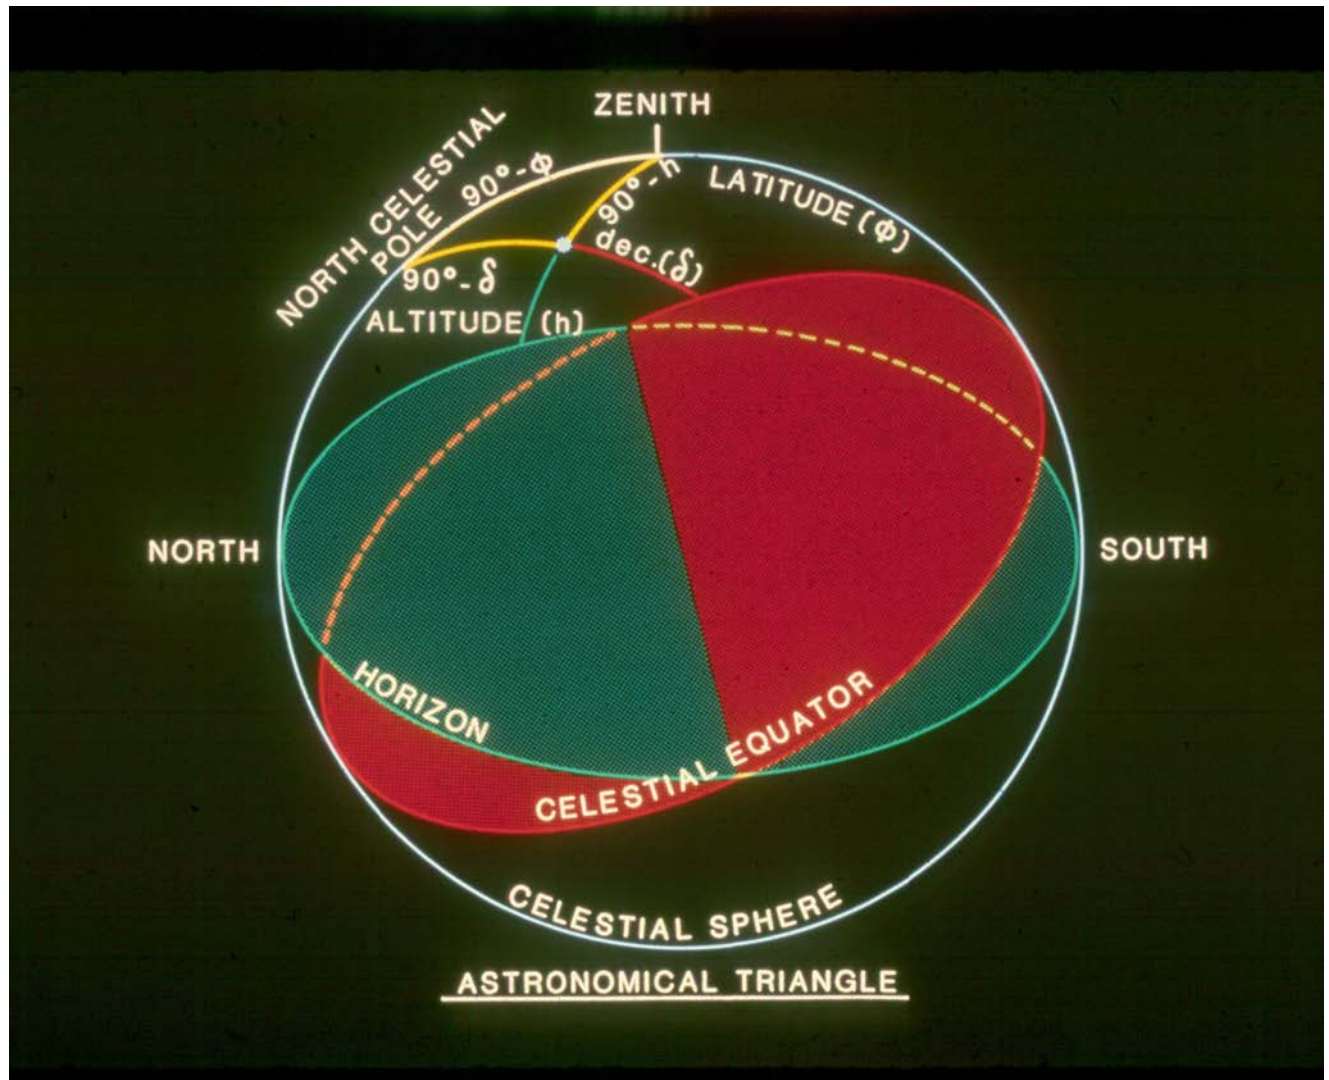 ZENITH
NORTH CELESTIAL
POLE
90°-ϕ
90°-h
LATITUDE (ϕ)
dec.(δ)
90°-δ
ALTITUDE (h)
NORTH
SOUTH
HORIZON
CELESTIAL EQUATOR
CELESTIAL SPHERE
ASTRONOMICAL TRIANGLE